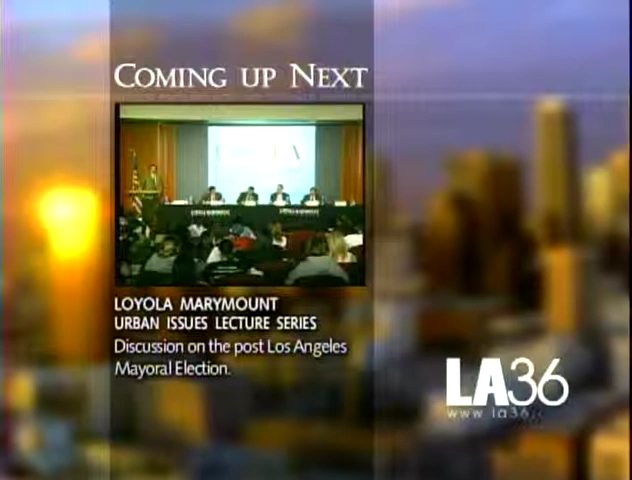 COMING UP NEXT
LOYOLA MARYMOUNT
URBAN ISSUES LECTURE SERIES
Discussion on the post Los Angeles
Mayoral Election.
LA36